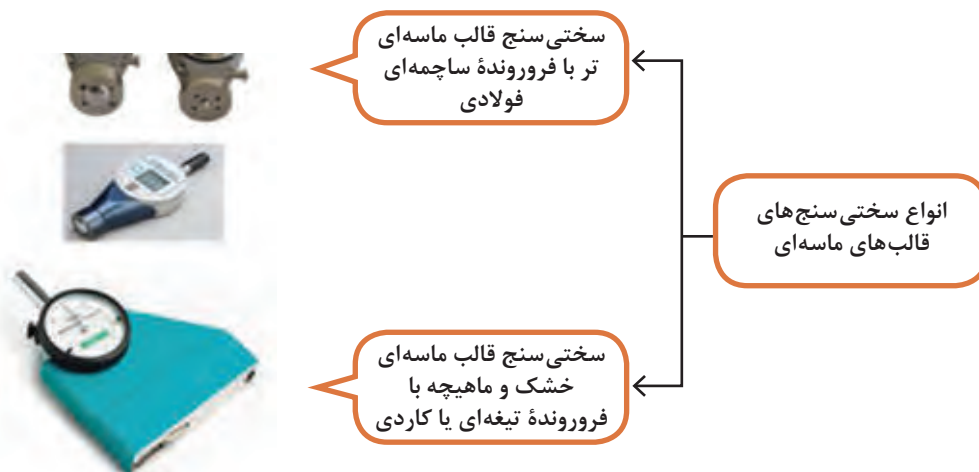 انواع سختی‌سنج‌های
قالب‌های ماسه‌ای
سختی‌سنج قالب ماسه‌ای
تر با فروروندهٔ ساچمه‌ای
فولادی
سختی‌سنج قالب ماسه‌ای
خشک و ماهیچه با
فروروندهٔ تیغه‌ای یا کاردی